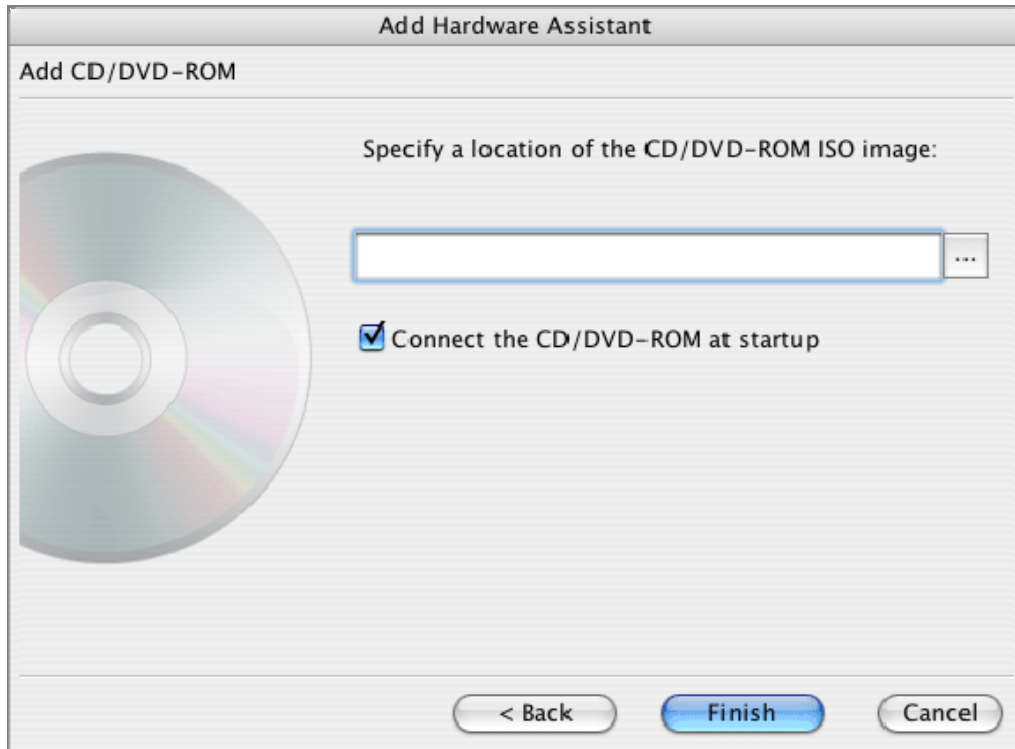 Add Hardware Assistant
Add CD/DVD-ROM
Specify a location of the CD/DVD-ROM ISO image:
...
Connect the CD/DVD-ROM at startup
< Back Finish Cancel